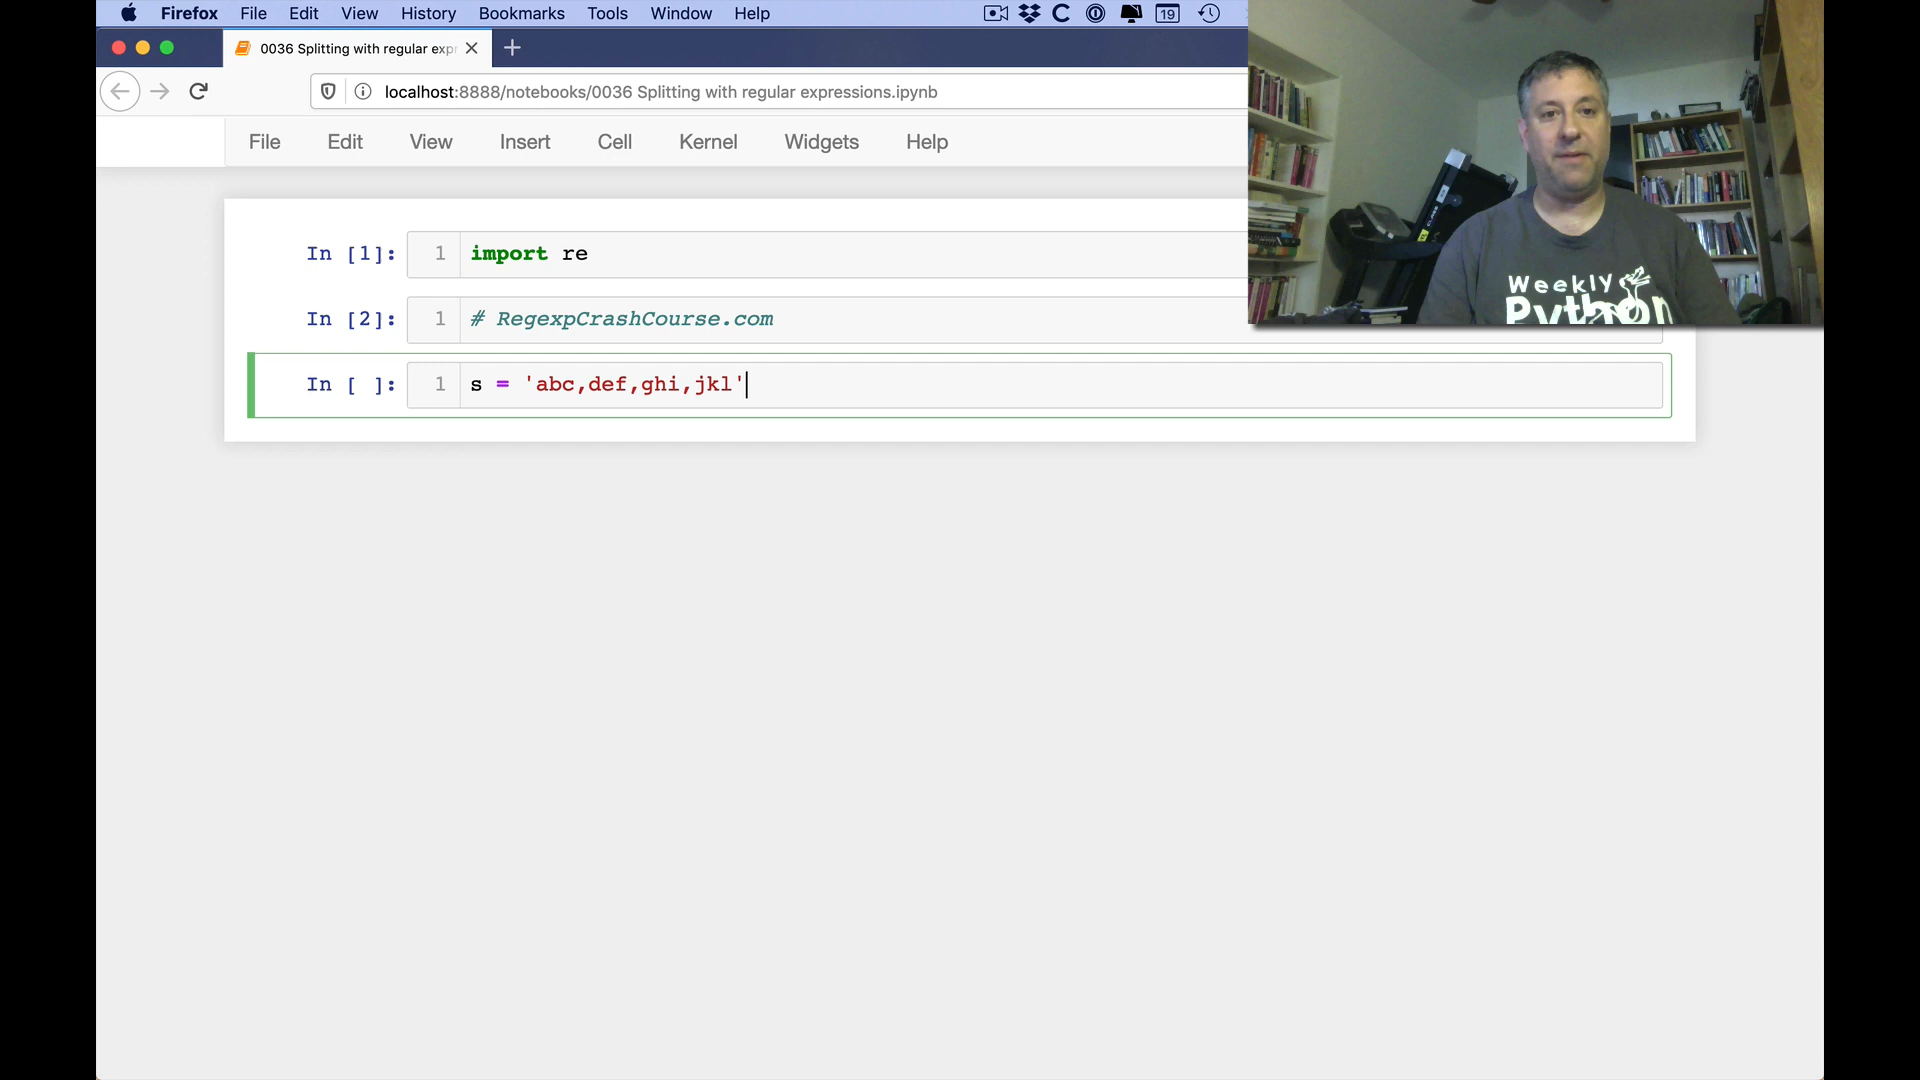 Firefox File Edit View History Bookmarks Tools Window Help 19
0036 Splitting with regular exp
localhost:8888/notebooks/0036 Splitting with regular expressions.ipynb
File Edit View Insert Cell Kernel Widgets Help
In [1]: 1 import re
In [2]: 1 # RegexpCrashCourse.com
In [ ]: 1 s = 'abc,def,ghi,jkl'
Weekly
Python